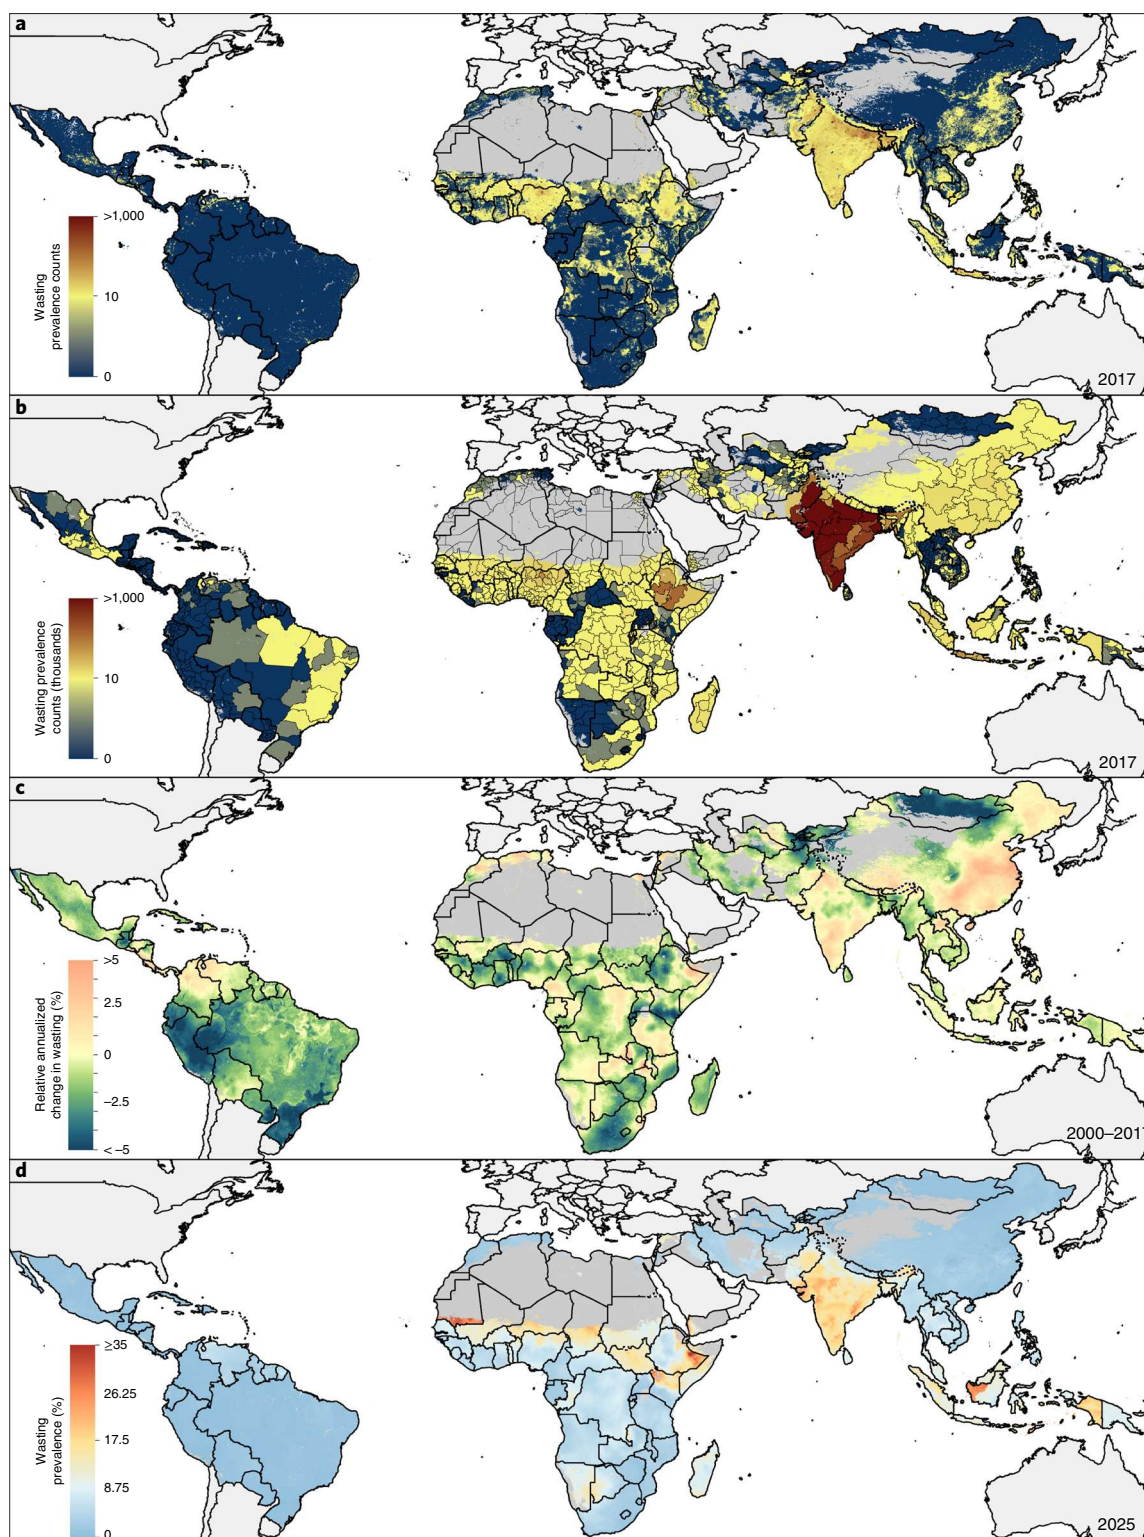 a
>1,000
10
0
Wasting
prevalence counts
2017
b
>1,000
10
0
Wasting prevalence
counts (thousands)
2017
c
>5
2.5
0
–2.5
< –5
Relative annualized
change in wasting (%)
2000–2017
d
≥35
26.25
17.5
8.75
0
Wasting
prevalence (%)
2025